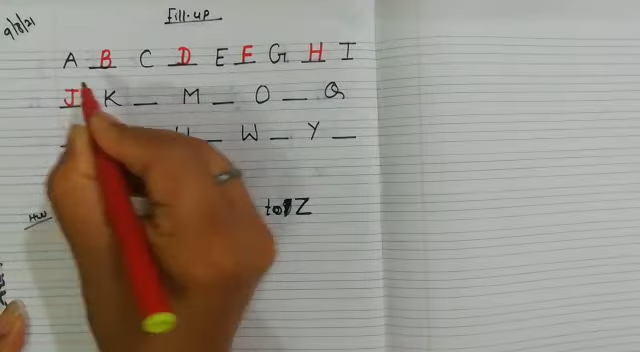 9/8/21
Fill-up
A B C D E F G H I
J K _ M _ O _ Q
U _ W _ Y _
HW
to Z